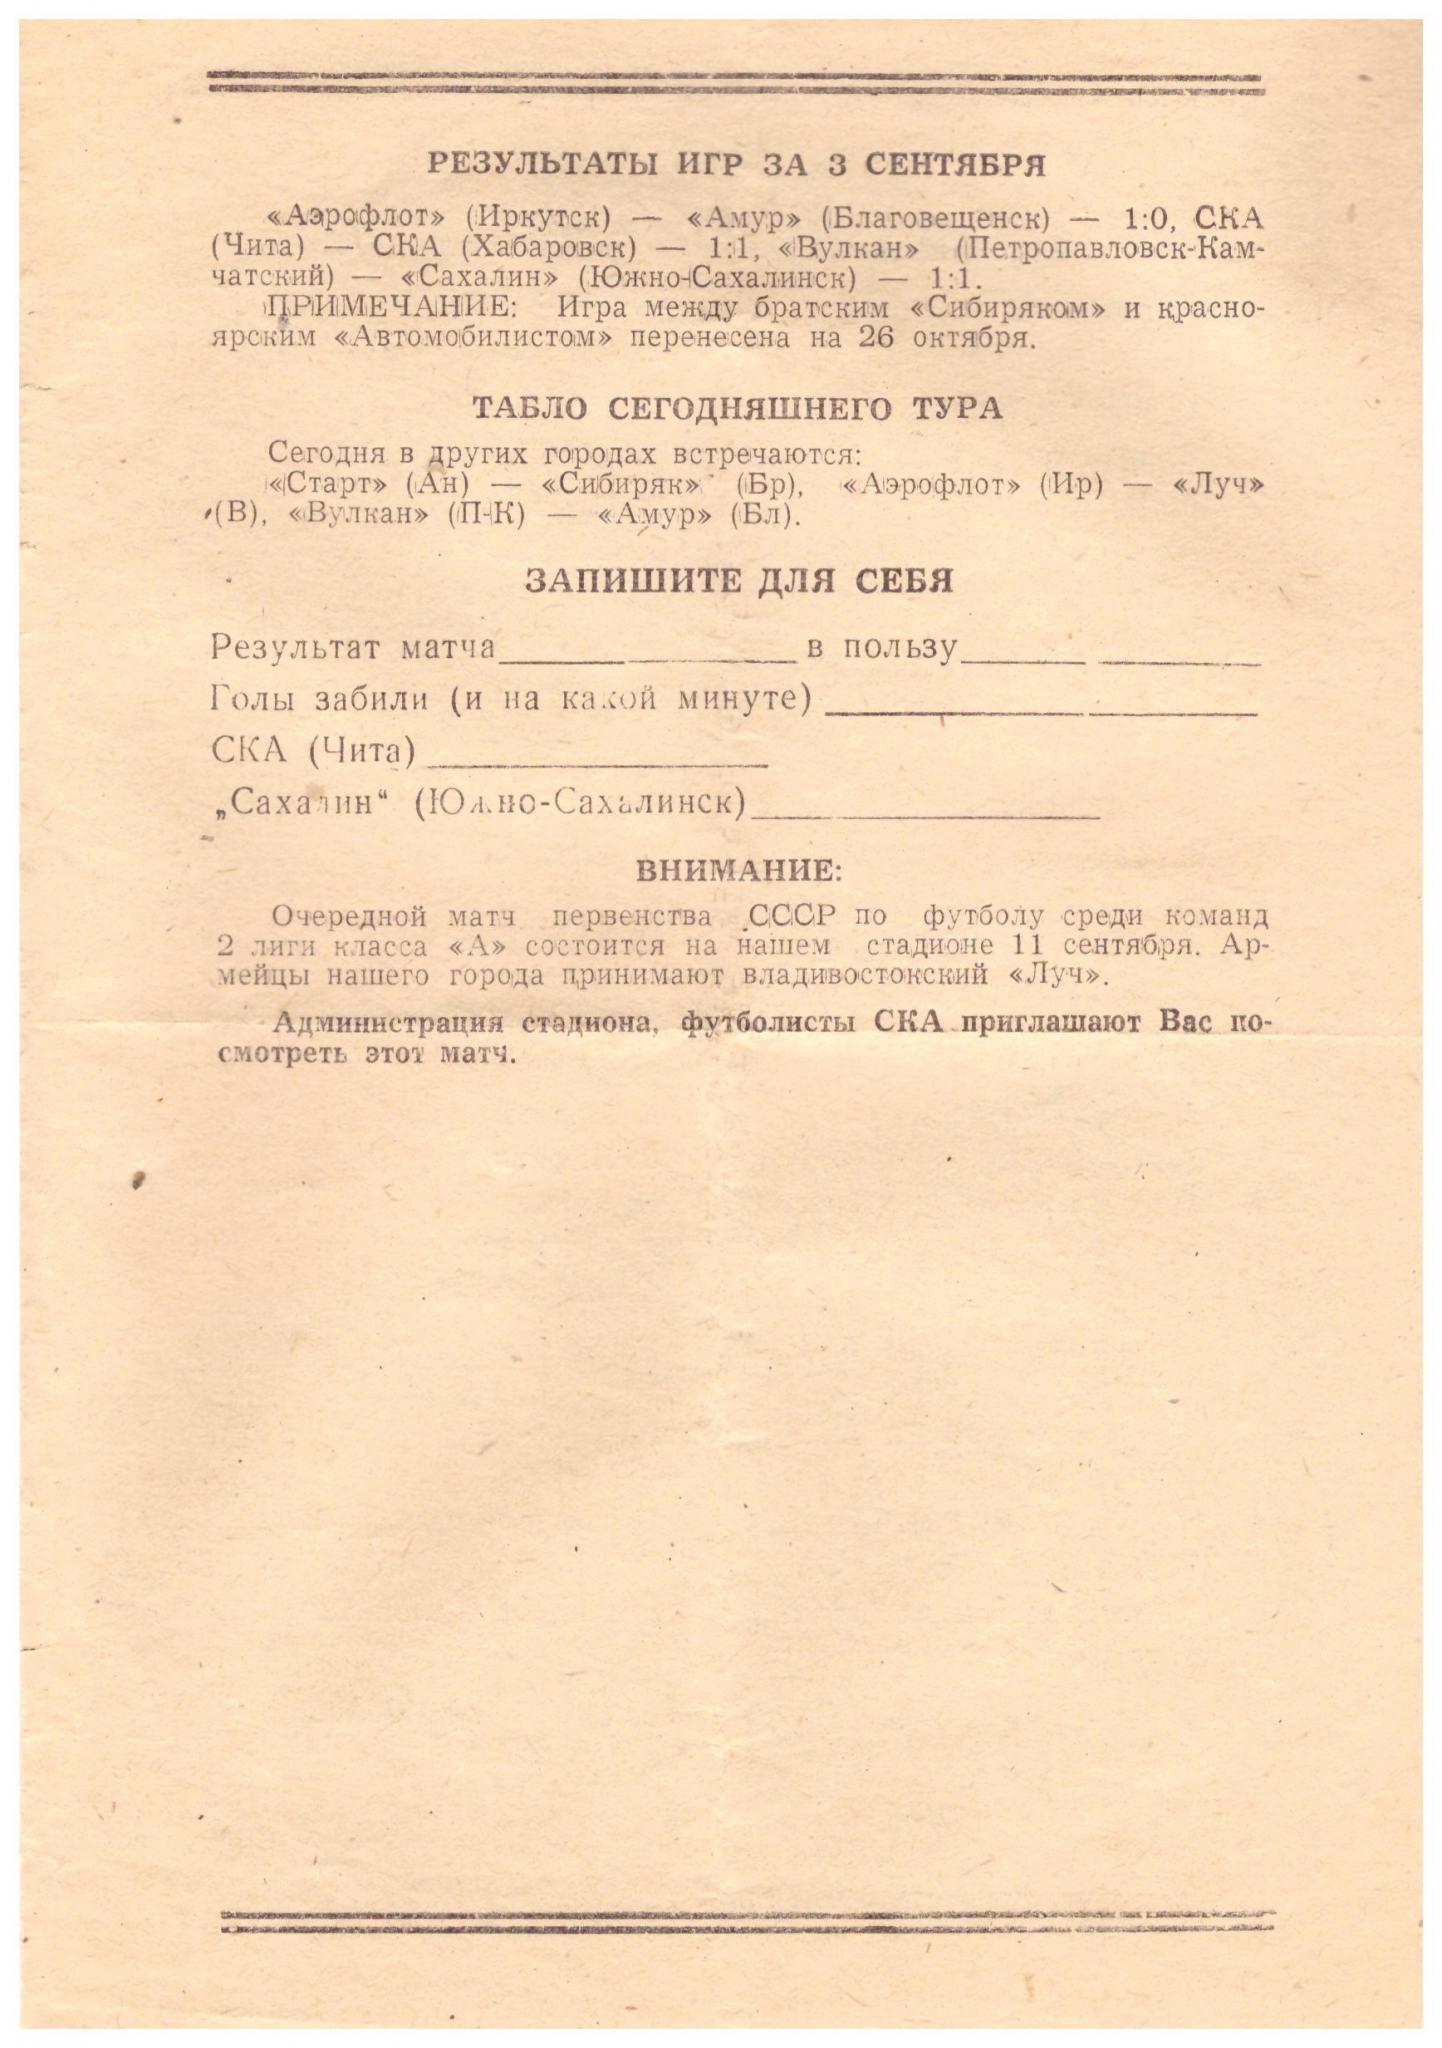 РЕЗУЛЬТАТЫ ИГР ЗА 3 СЕНТЯБРЯ
«Аэрофлот» (Иркутск) — «Амур» (Благовещенск) — 1:0, СКА
(Чита) — СКА (Хабаровск) — 1:1, «Вулкан» (Петропавловск-Кам-
чатский) — «Сахалин» (Южно-Сахалинск) — 1:1.
ПРИМЕЧАНИЕ: Игра между братским «Сибиряком» и красно-
ярским «Автомобилистом» перенесена на 26 октября.
ТАБЛО СЕГОДНЯШНЕГО ТУРА
Сегодня в других городах встречаются:
«Старт» (Ан) — «Сибиряк» (Бр), «Аэрофлот» (Ир) — «Луч»
(В), «Вулкан» (П-К) — «Амур» (Бл).
ЗАПИШИТЕ ДЛЯ СЕБЯ
Результат матча____________ в пользу____________
Голы забили (и на какой минуте) ____________
СКА (Чита) ____________
„Сахалин“ (Южно-Сахалинск)____________
ВНИМАНИЕ:
Очередной матч первенства СССР по футболу среди команд
2 лиги класса «А» состоится на нашем стадионе 11 сентября. Ар-
мейцы нашего города принимают владивостокский «Луч».
Администрация стадиона, футболисты СКА приглашают Вас по-
смотреть этот матч.